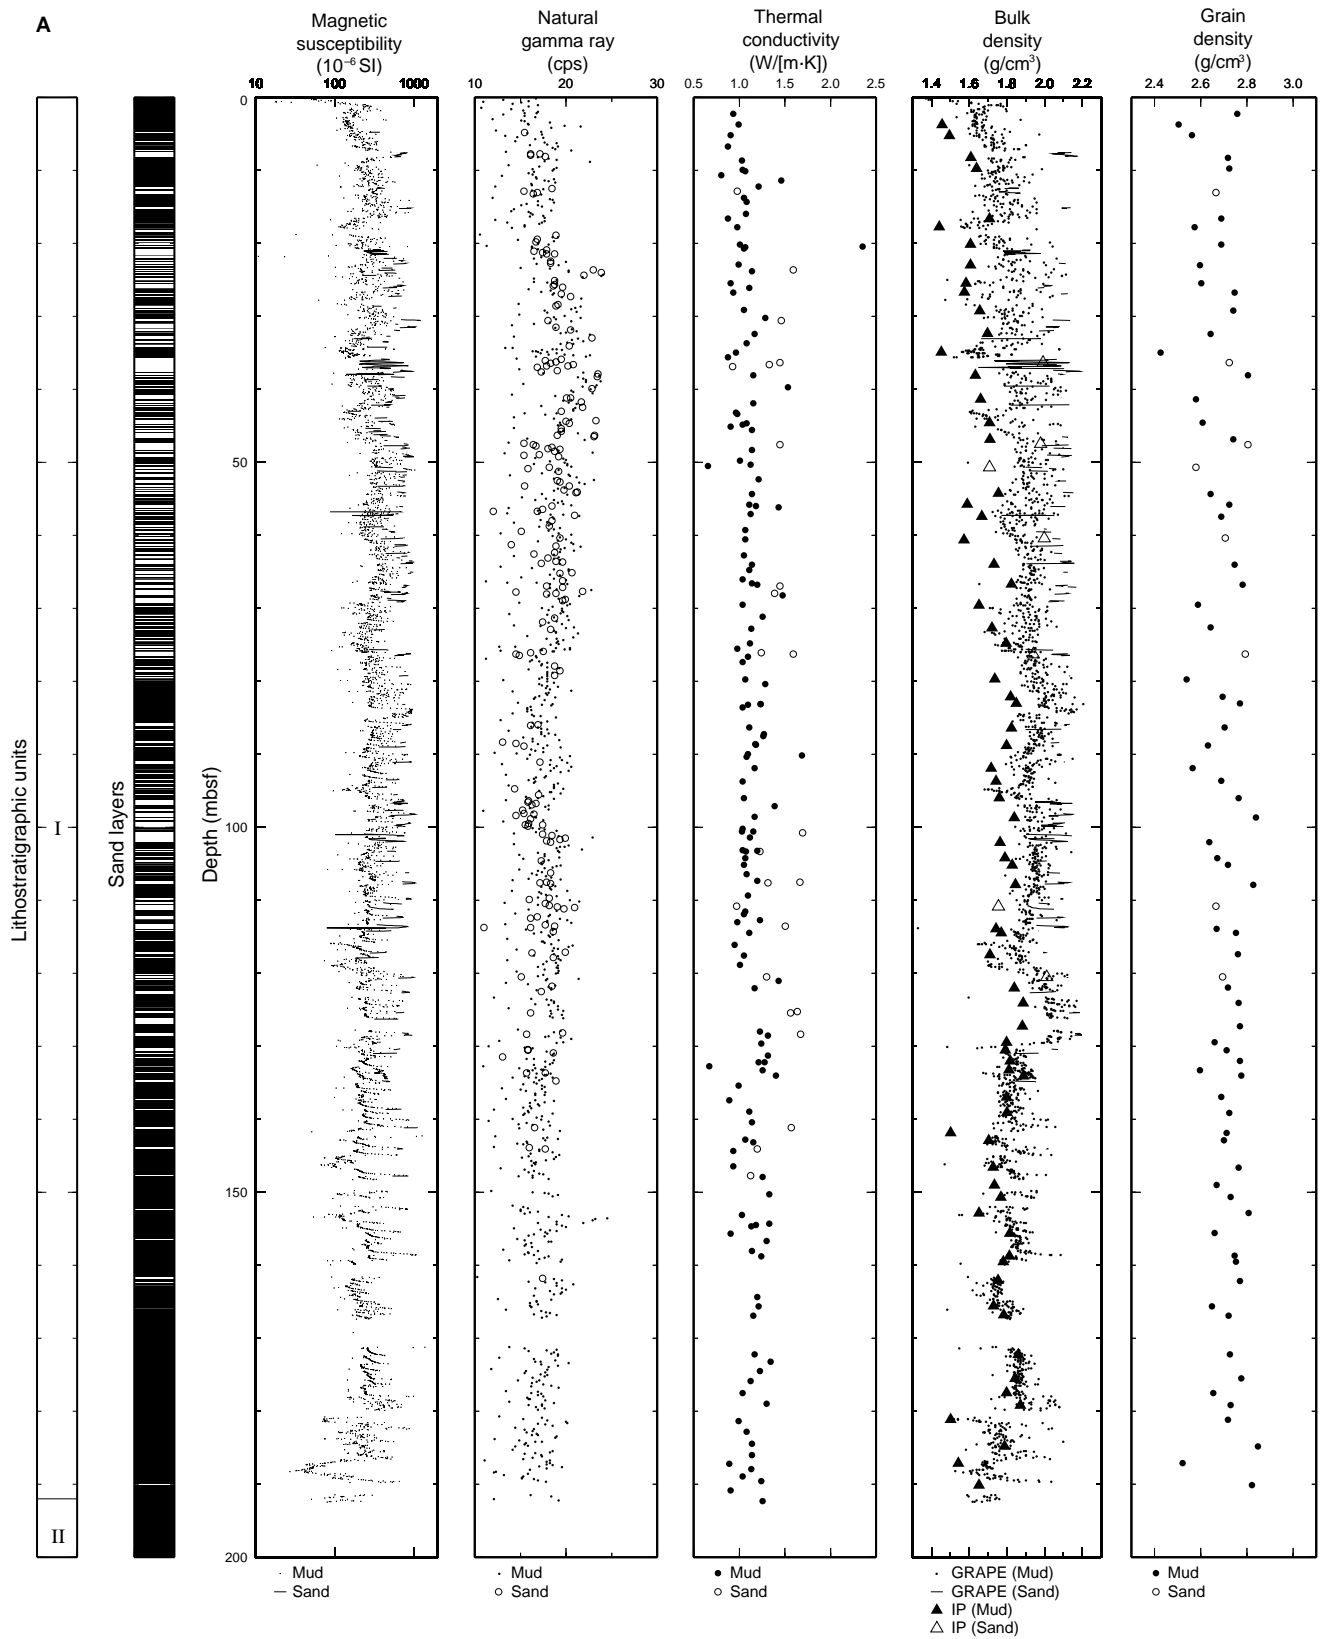 A
Magnetic
susceptibility
(10⁻⁶ SI)
10 100 1000
Natural
gamma ray
(cps)
10 20 30
Thermal
conductivity
(W/[m·K])
0.5 1.0 1.5 2.0 2.5
Bulk
density
(g/cm³)
1.4 1.6 1.8 2.0 2.2
Grain
density
(g/cm³)
2.4 2.6 2.8 3.0
Lithostratigraphic units
I
II
Sand layers
Depth (mbsf)
0
50
100
150
200
Mud
Sand
Mud
Sand
Mud
Sand
GRAPE (Mud)
GRAPE (Sand)
IP (Mud)
IP (Sand)
Mud
Sand